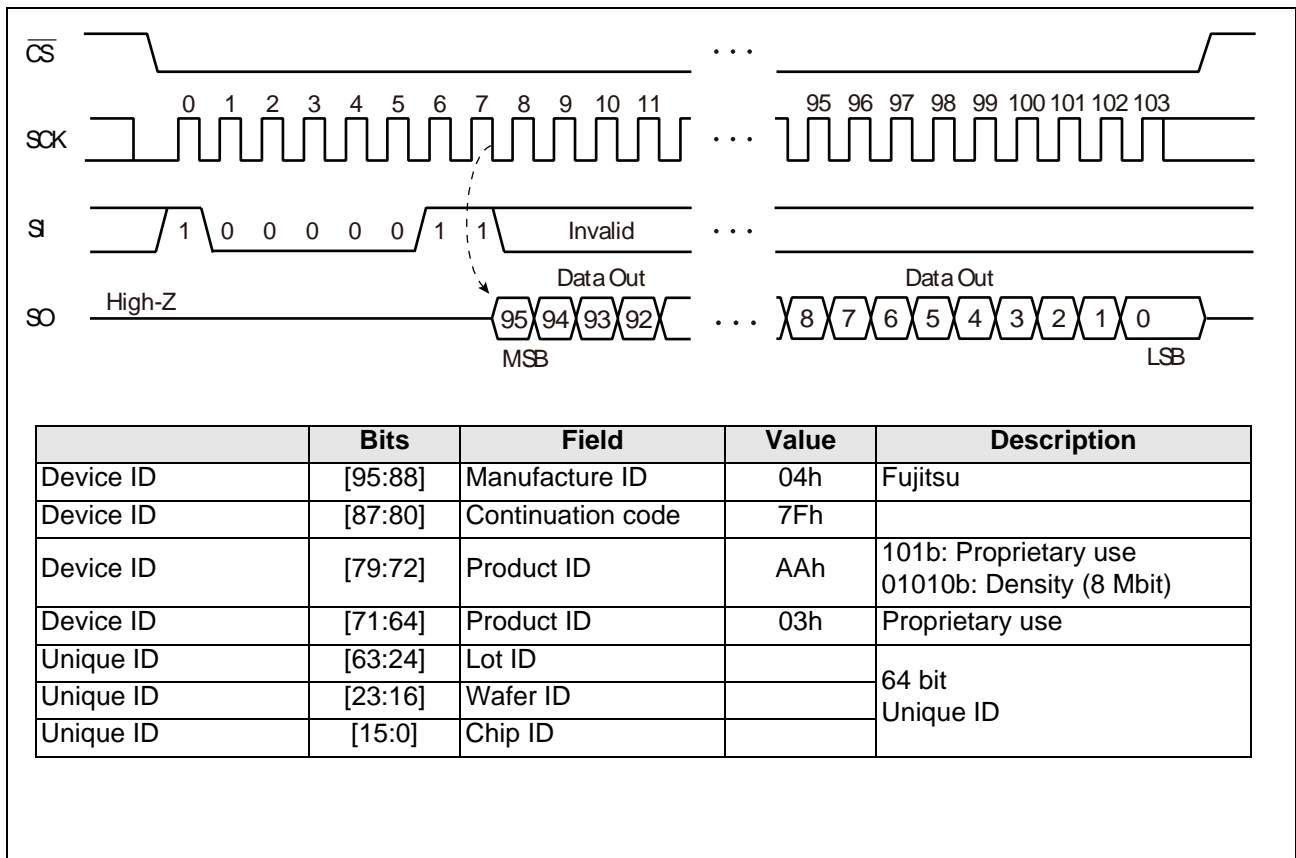 CS
0 1 2 3 4 5 6 7 8 9 10 11 95 96 97 98 99 100 101 102 103
SCK
SI 1 0 0 0 0 0 1 1 Invalid
Data Out Data Out
High-Z
SO 95 94 93 92 8 7 6 5 4 3 2 1 0
MSB LSB
Bits Field Value Description
Device ID [95:88] Manufacture ID 04h Fujitsu
Device ID [87:80] Continuation code 7Fh
Device ID [79:72] Product ID AAh 101b: Proprietary use
01010b: Density (8 Mbit)
Device ID [71:64] Product ID 03h Proprietary use
Unique ID [63:24] Lot ID 64 bit
Unique ID
Unique ID [23:16] Wafer ID
Unique ID [15:0] Chip ID